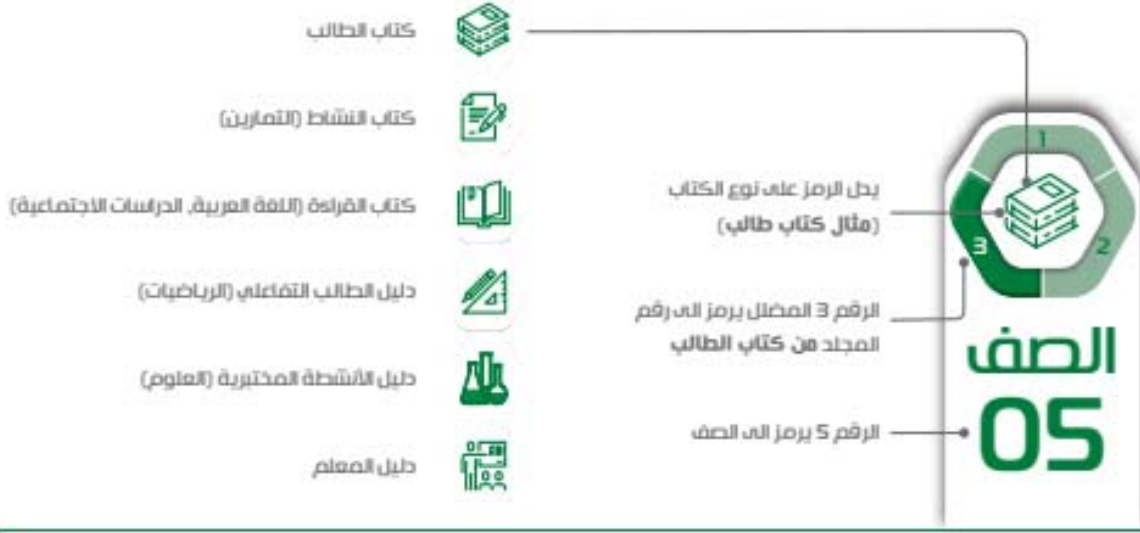 1
2
3
الصف
05
يدل الرمز على نوع الكتاب
(مثال كتاب طالب)
الرقم 3 المضلل يرمز الى رقم
المجلد من كتاب الطالب
الرقم 5 يرمز الى الصف
كتاب الطالب
كتاب النشاط (التمارين)
كتاب القراءة (اللغة العربية, الدراسات الاجتماعية)
دليل الطالب التفاعلي (الرياضيات)
دليل الأنشطة المختبرية (العلوم)
دليل المعلم